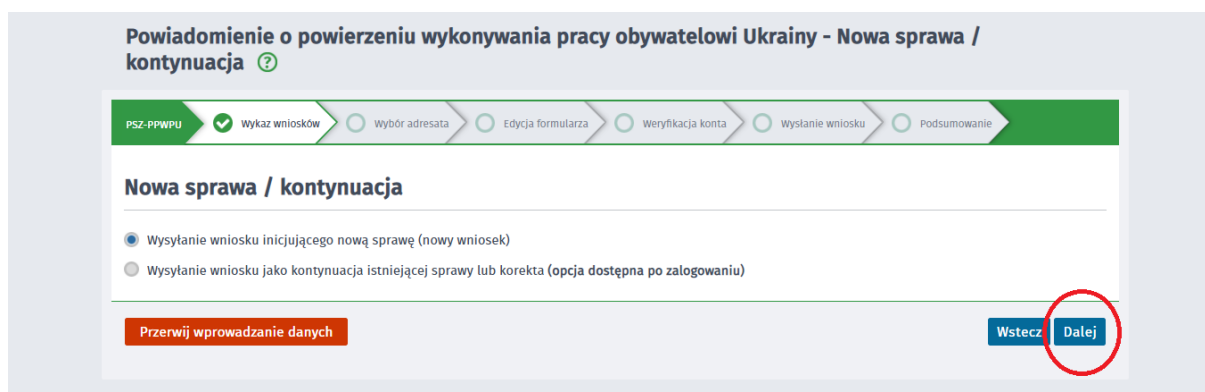 Powiadomienie o powierzeniu wykonywania pracy obywatelowi Ukrainy - Nowa sprawa /
kontynuacja ?
PSZ-PPWPU Wykaz wniosków Wybór adresata Edycja formularza Weryfikacja konta Wysłanie wniosku Podsumowanie
Nowa sprawa / kontynuacja
Wysyłanie wniosku inicjującego nową sprawę (nowy wniosek)
Wysyłanie wniosku jako kontynuacja istniejącej sprawy lub korekta (opcja dostępna po zalogowaniu)
Przerwij wprowadzanie danych Wstecz Dalej